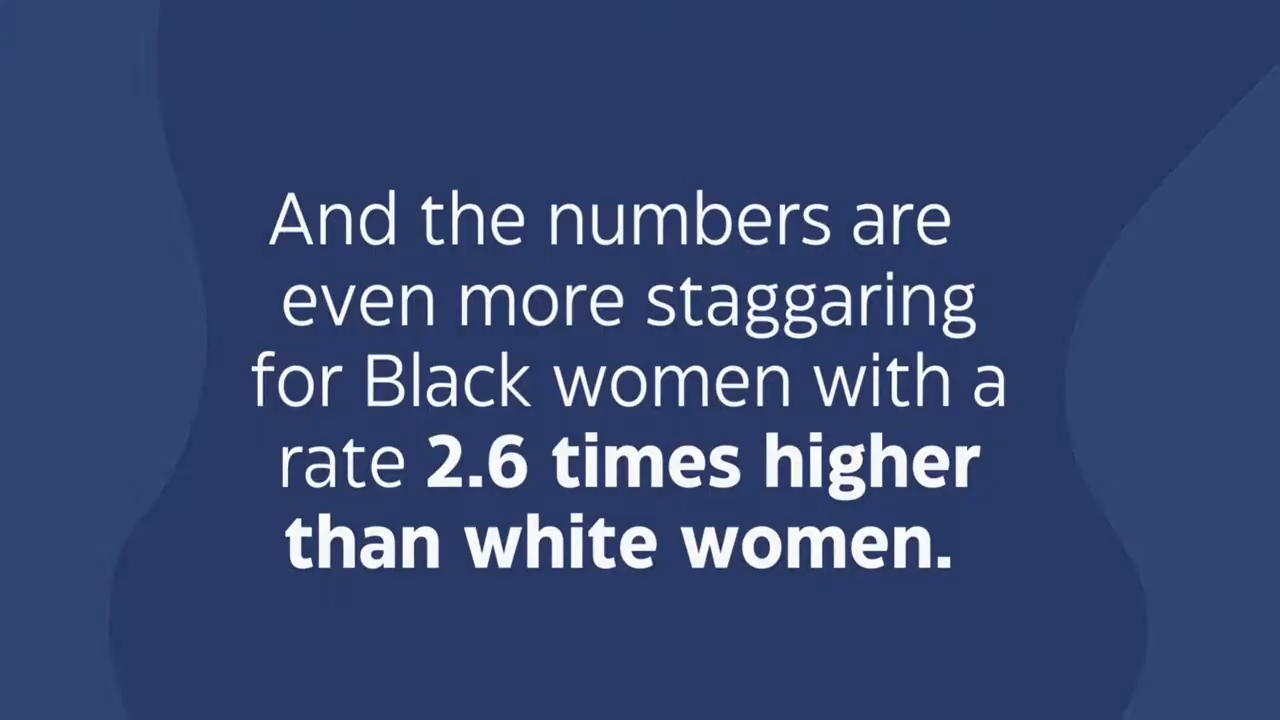 And the numbers are
even more staggaring
for Black women with a
rate 2.6 times higher
than white women.